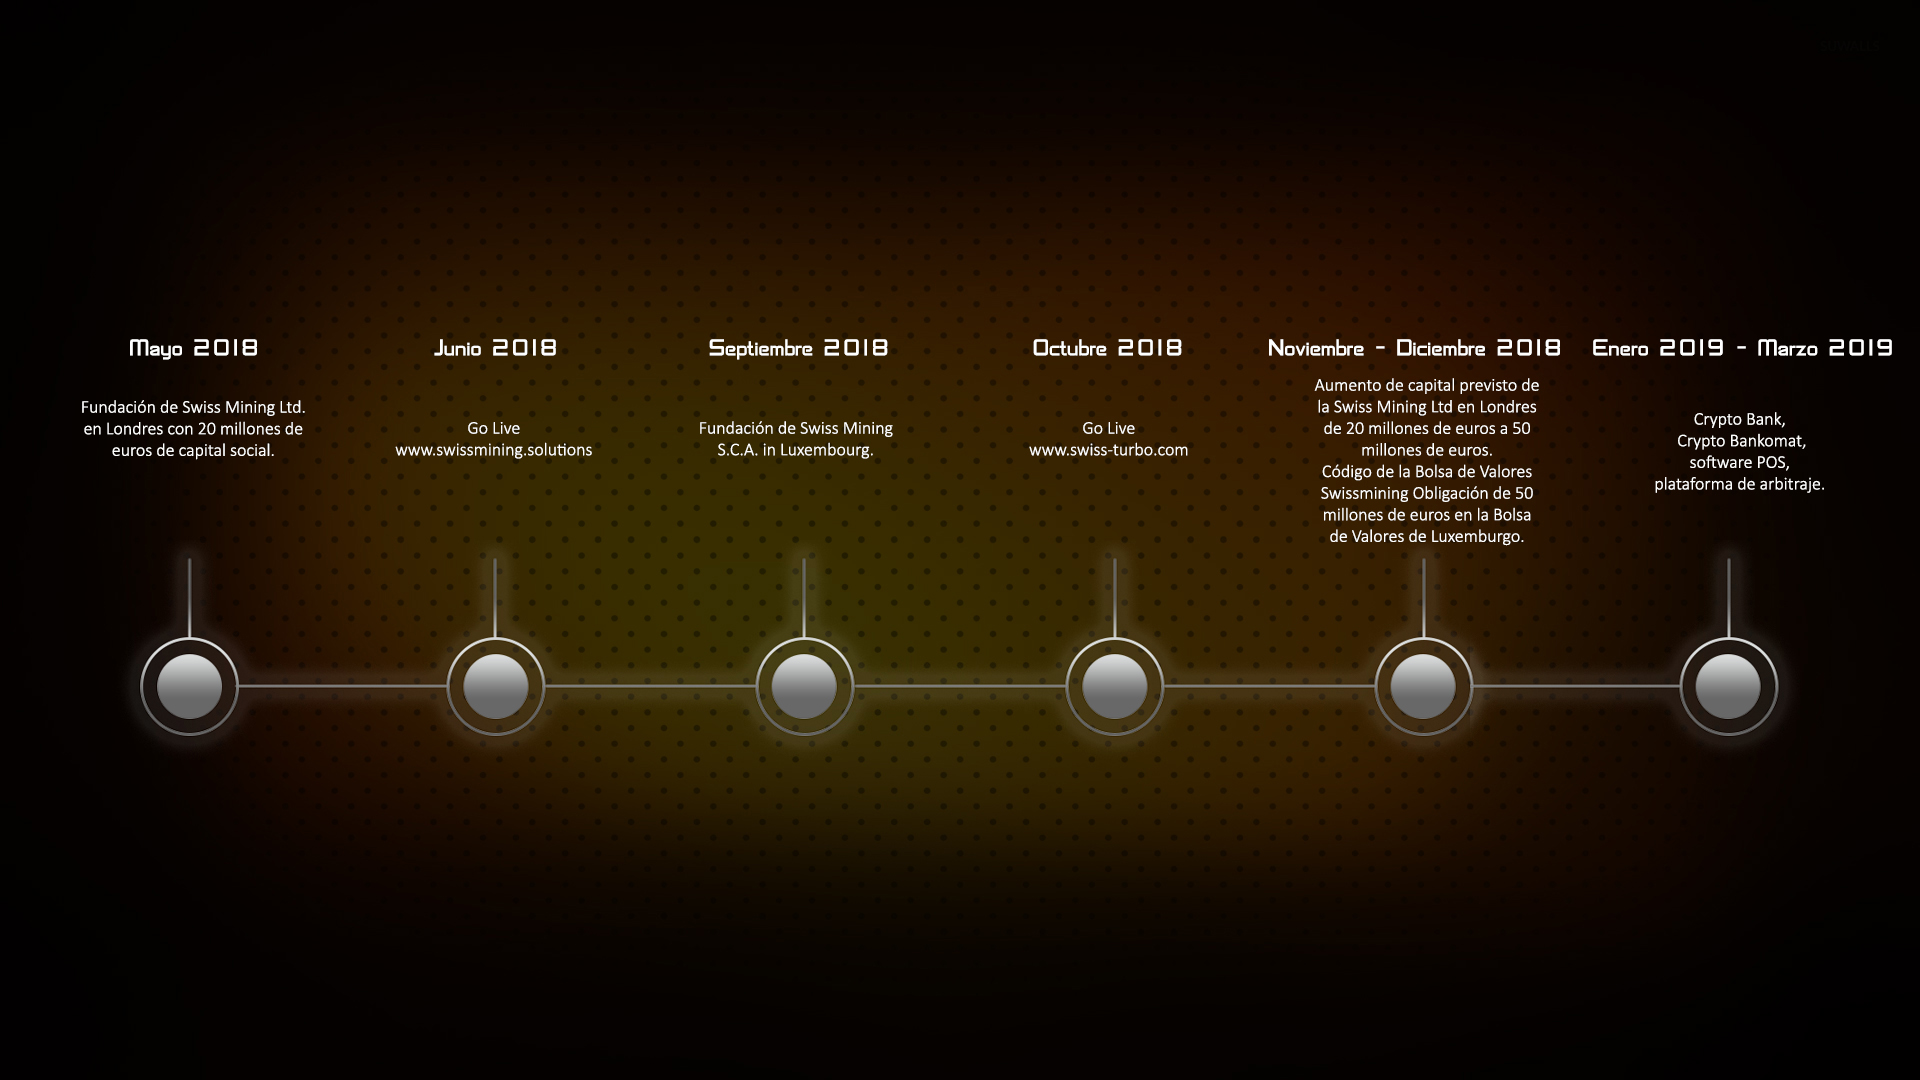 Mayo 2018
Fundación de Swiss Mining Ltd.
en Londres con 20 millones de
euros de capital social.
Junio 2018
Go Live
www.swissmining.solutions
Septiembre 2018
Fundación de Swiss Mining
S.C.A. in Luxembourg.
Octubre 2018
Go Live
www.swiss-turbo.com
Noviembre - Diciembre 2018
Aumento de capital previsto de
la Swiss Mining Ltd en Londres
de 20 millones de euros a 50
millones de euros.
Código de la Bolsa de Valores
Swissmining Obligación de 50
millones de euros en la Bolsa
de Valores de Luxemburgo.
Enero 2019 - Marzo 2019
Crypto Bank,
Crypto Bankomat,
software POS,
plataforma de arbitraje.